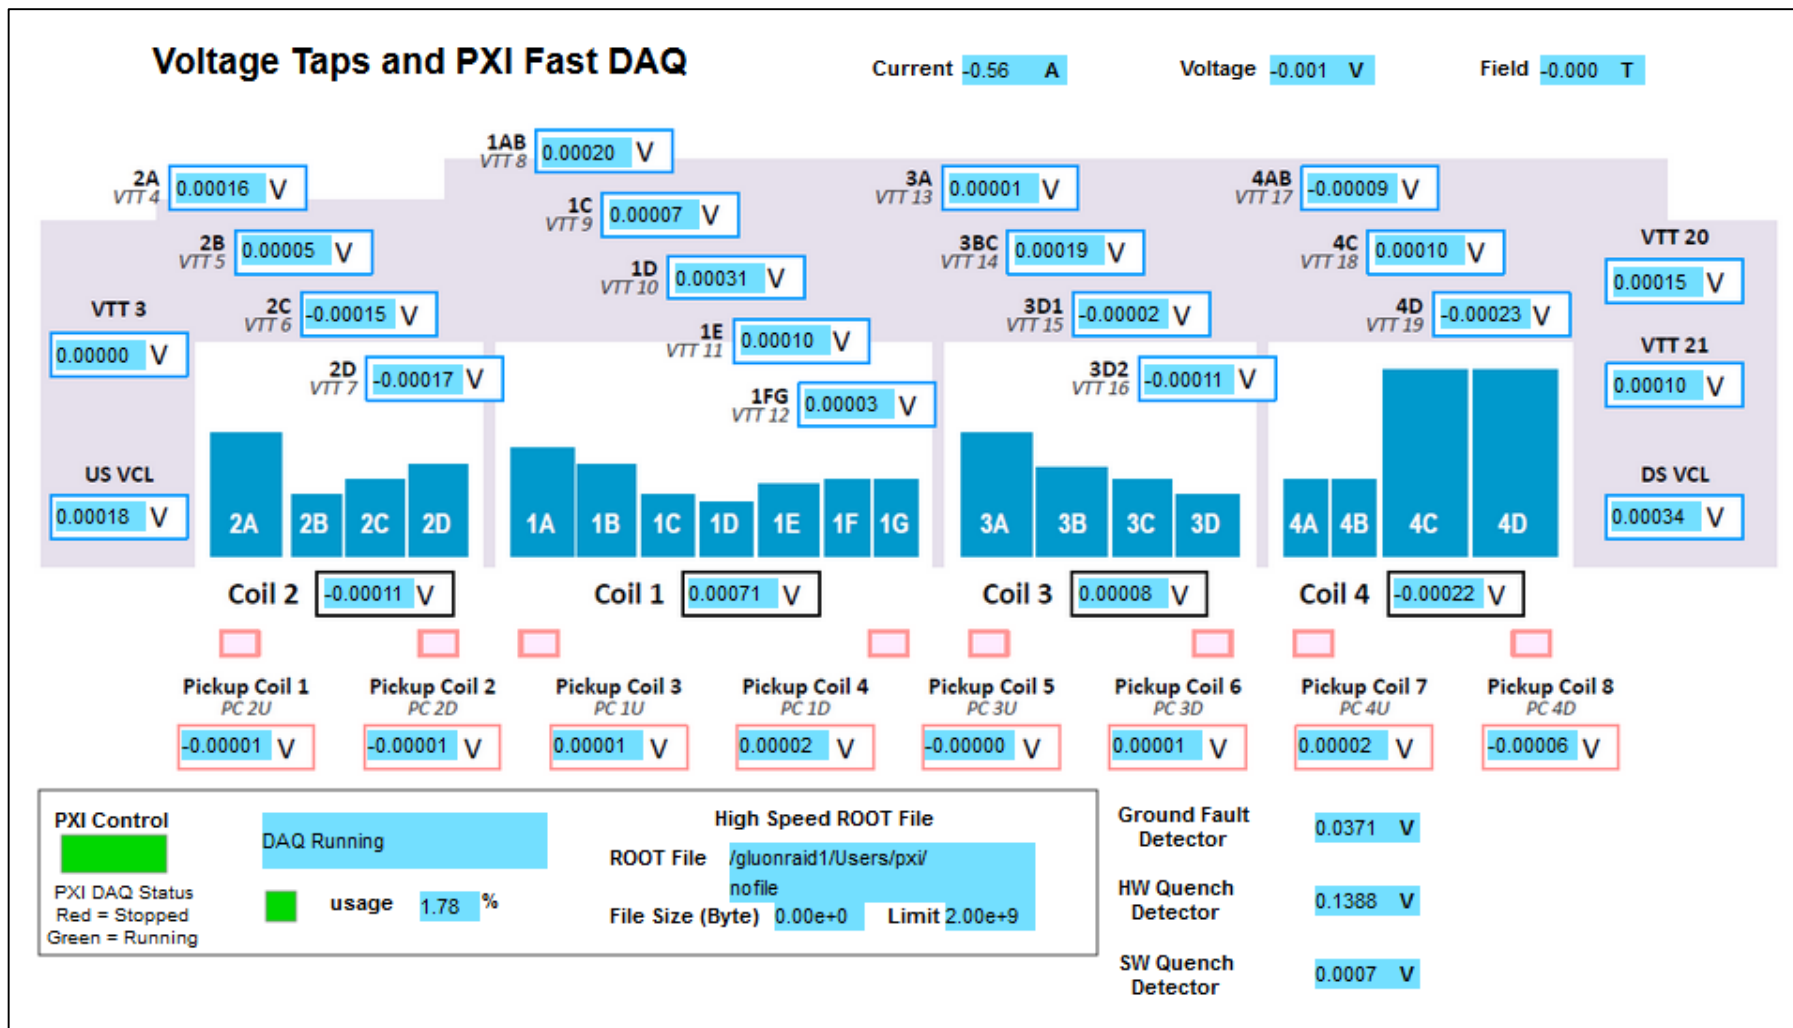 Voltage Taps and PXI Fast DAQ
Current -0.56 A
Voltage -0.001 V
Field -0.000 T
1AB
VTT 8
0.00020 V
2A
VTT 4
0.00016 V
3A
VTT 13
0.00001 V
4AB
VTT 17
-0.00009 V
1C
VTT 9
0.00007 V
2B
VTT 5
0.00005 V
3BC
VTT 14
0.00019 V
4C
VTT 18
0.00010 V
VTT 20
0.00015 V
1D
VTT 10
0.00031 V
VTT 3
0.00000 V
2C
VTT 6
-0.00015 V
3D1
VTT 15
-0.00002 V
4D
VTT 19
-0.00023 V
1E
VTT 11
0.00010 V
VTT 21
0.00010 V
2D
VTT 7
-0.00017 V
3D2
VTT 16
-0.00011 V
1FG
VTT 12
0.00003 V
US VCL
0.00018 V
DS VCL
0.00034 V
2A 2B 2C 2D 1A 1B 1C 1D 1E 1F 1G 3A 3B 3C 3D 4A 4B 4C 4D
Coil 2 -0.00011 V
Coil 1 0.00071 V
Coil 3 0.00008 V
Coil 4 -0.00022 V
Pickup Coil 1
PC 2U
-0.00001 V
Pickup Coil 2
PC 2D
-0.00001 V
Pickup Coil 3
PC 1U
0.00001 V
Pickup Coil 4
PC 1D
0.00002 V
Pickup Coil 5
PC 3U
-0.00000 V
Pickup Coil 6
PC 3D
0.00001 V
Pickup Coil 7
PC 4U
0.00002 V
Pickup Coil 8
PC 4D
-0.00006 V
PXI Control
DAQ Running
PXI DAQ Status
Red = Stopped
Green = Running
usage 1.78 %
High Speed ROOT File
ROOT File /gluonraid1/Users/pxi/
nofile
File Size (Byte) 0.00e+0 Limit 2.00e+9
Ground Fault
Detector
0.0371 V
HW Quench
Detector
0.1388 V
SW Quench
Detector
0.0007 V